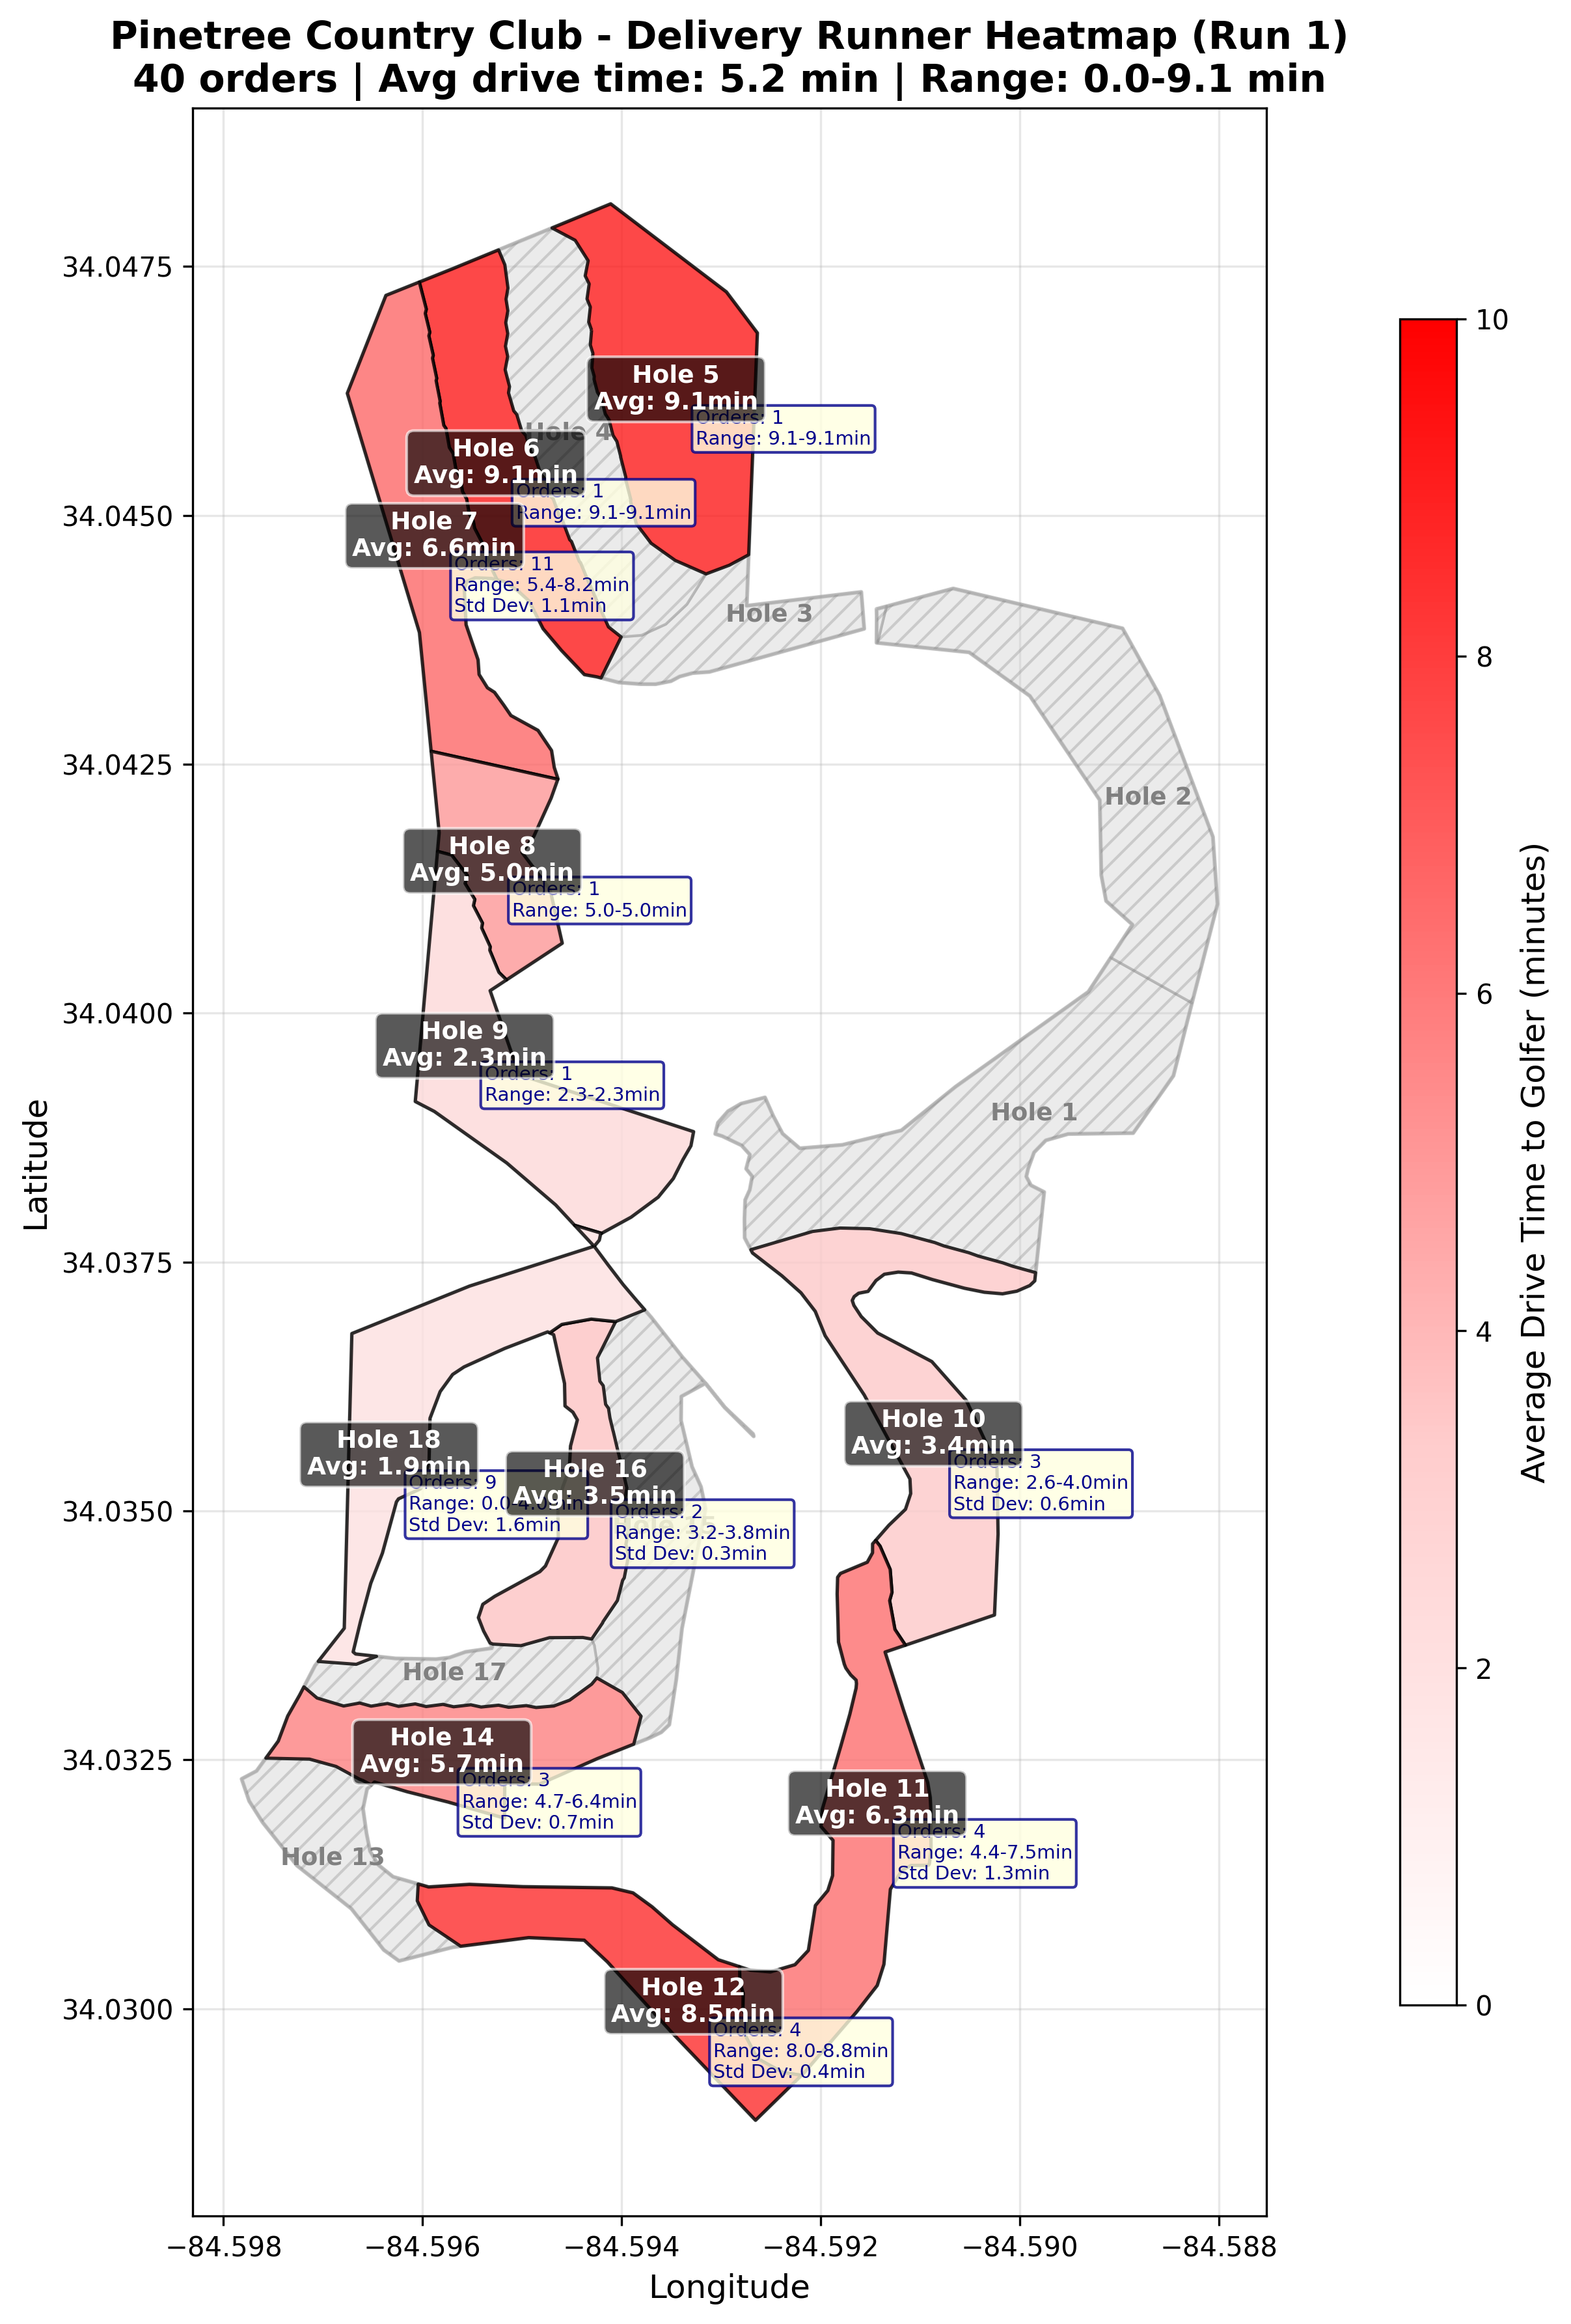 Pinetree Country Club - Delivery Runner Heatmap (Run 1)
40 orders | Avg drive time: 5.2 min | Range: 0.0-9.1 min
34.0475
34.0450
34.0425
34.0400
34.0375
34.0350
34.0325
34.0300
Latitude
−84.598
−84.596
−84.594
−84.592
−84.590
−84.588
Longitude
Hole 5
Avg: 9.1min
Orders: 1
Range: 9.1-9.1min
Hole 4
Hole 6
Avg: 9.1min
Orders: 1
Range: 9.1-9.1min
Hole 7
Avg: 6.6min
Orders: 11
Range: 5.4-8.2min
Std Dev: 1.1min
Hole 3
Hole 2
Hole 8
Avg: 5.0min
Orders: 1
Range: 5.0-5.0min
Hole 9
Avg: 2.3min
Orders: 1
Range: 2.3-2.3min
Hole 1
Hole 10
Avg: 3.4min
Orders: 3
Range: 2.6-4.0min
Std Dev: 0.6min
Hole 18
Avg: 1.9min
Orders: 9
Range: 0.0-4.0min
Std Dev: 1.6min
Hole 16
Avg: 3.5min
Orders: 2
Range: 3.2-3.8min
Std Dev: 0.3min
Hole 17
Hole 14
Avg: 5.7min
Orders: 3
Range: 4.7-6.4min
Std Dev: 0.7min
Hole 11
Avg: 6.3min
Orders: 4
Range: 4.4-7.5min
Std Dev: 1.3min
Hole 13
Hole 12
Avg: 8.5min
Orders: 4
Range: 8.0-8.8min
Std Dev: 0.4min
10
8
6
4
2
0
Average Drive Time to Golfer (minutes)